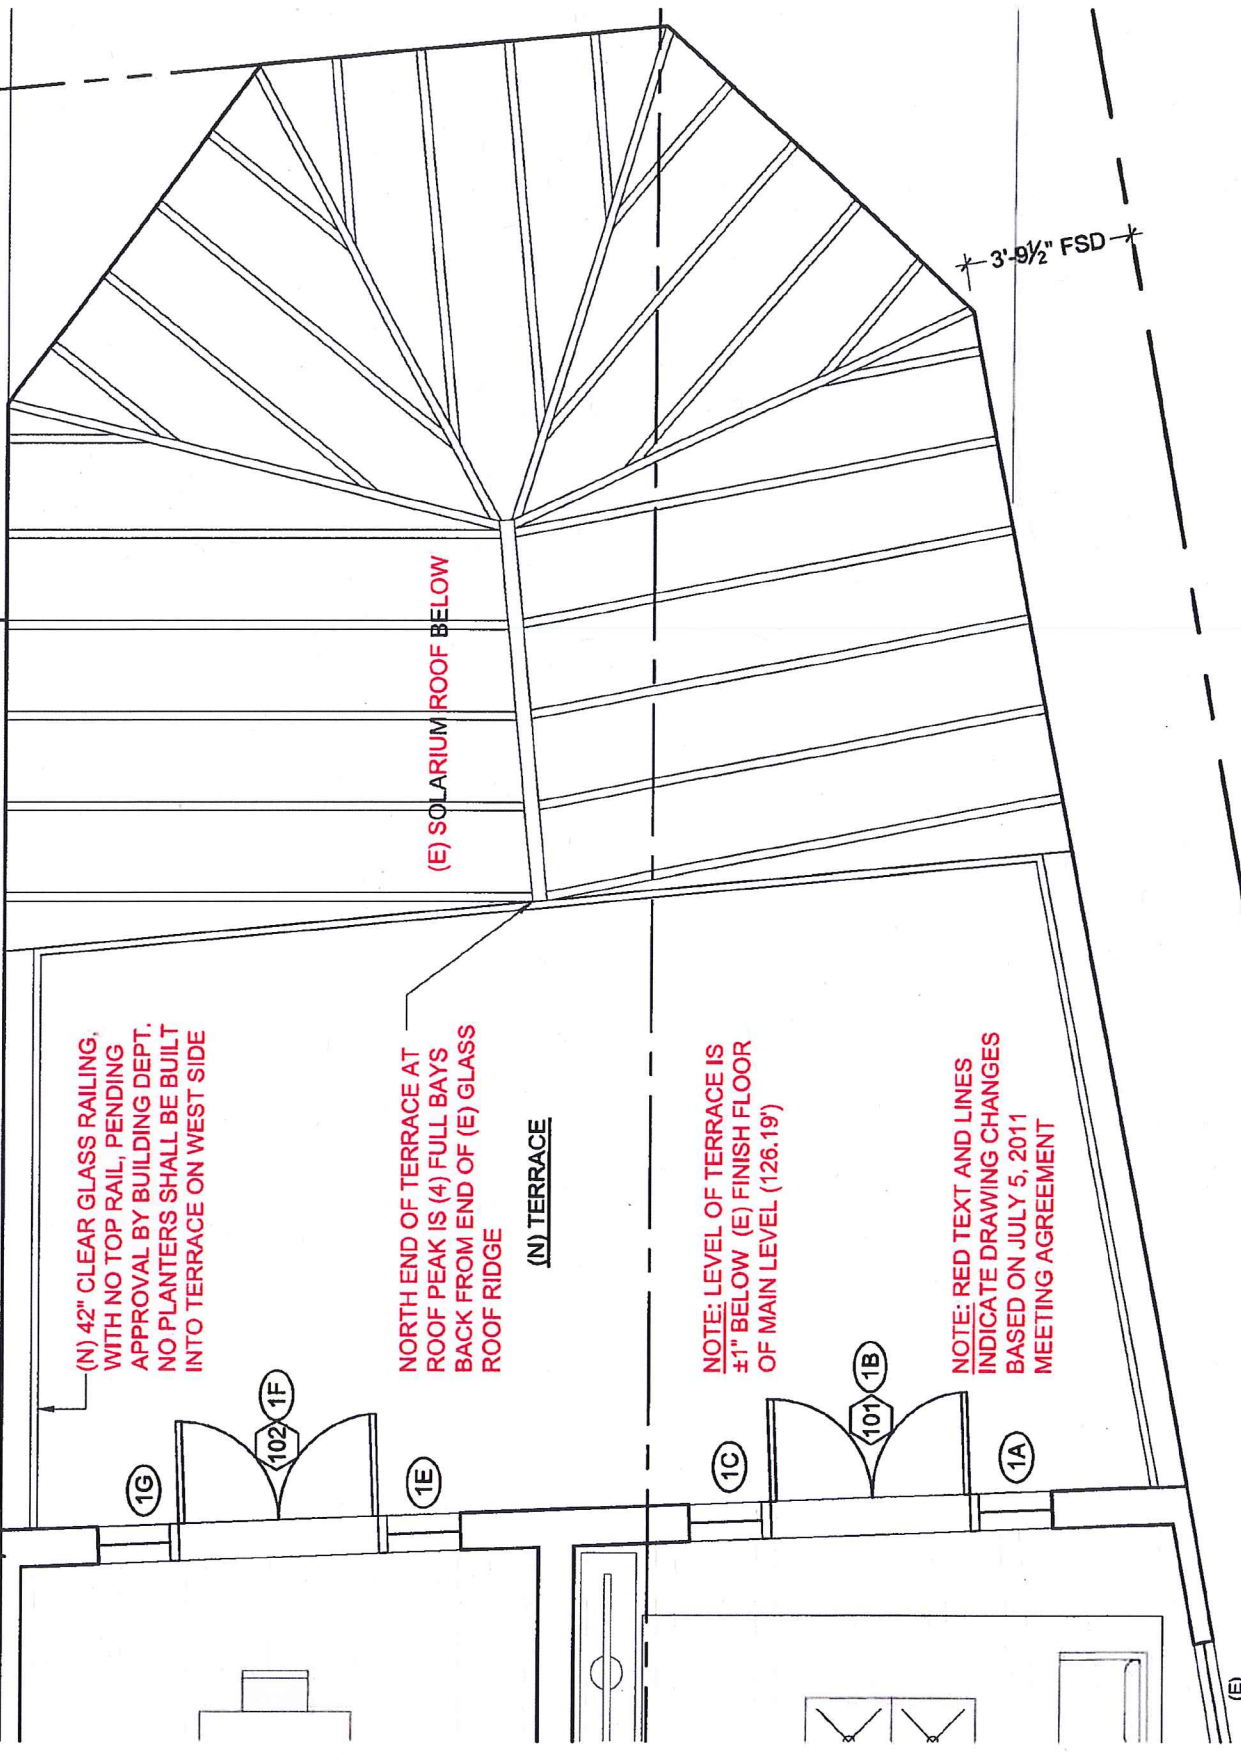 (N) 42" CLEAR GLASS RAILING,
WITH NO TOP RAIL, PENDING
APPROVAL BY BUILDING DEPT.
NO PLANTERS SHALL BE BUILT
INTO TERRACE ON WEST SIDE
(E) SOLARIUM ROOF BELOW
NORTH END OF TERRACE AT
ROOF PEAK IS (4) FULL BAYS
BACK FROM END OF (E) GLASS
ROOF RIDGE
(N) TERRACE
NOTE: LEVEL OF TERRACE IS
±1" BELOW (E) FINISH FLOOR
OF MAIN LEVEL (126.19')
NOTE: RED TEXT AND LINES
INDICATE DRAWING CHANGES
BASED ON JULY 5, 2011
MEETING AGREEMENT
3'-9½" FSD
1G
102
1F
1E
1C
101
1B
1A
(E)